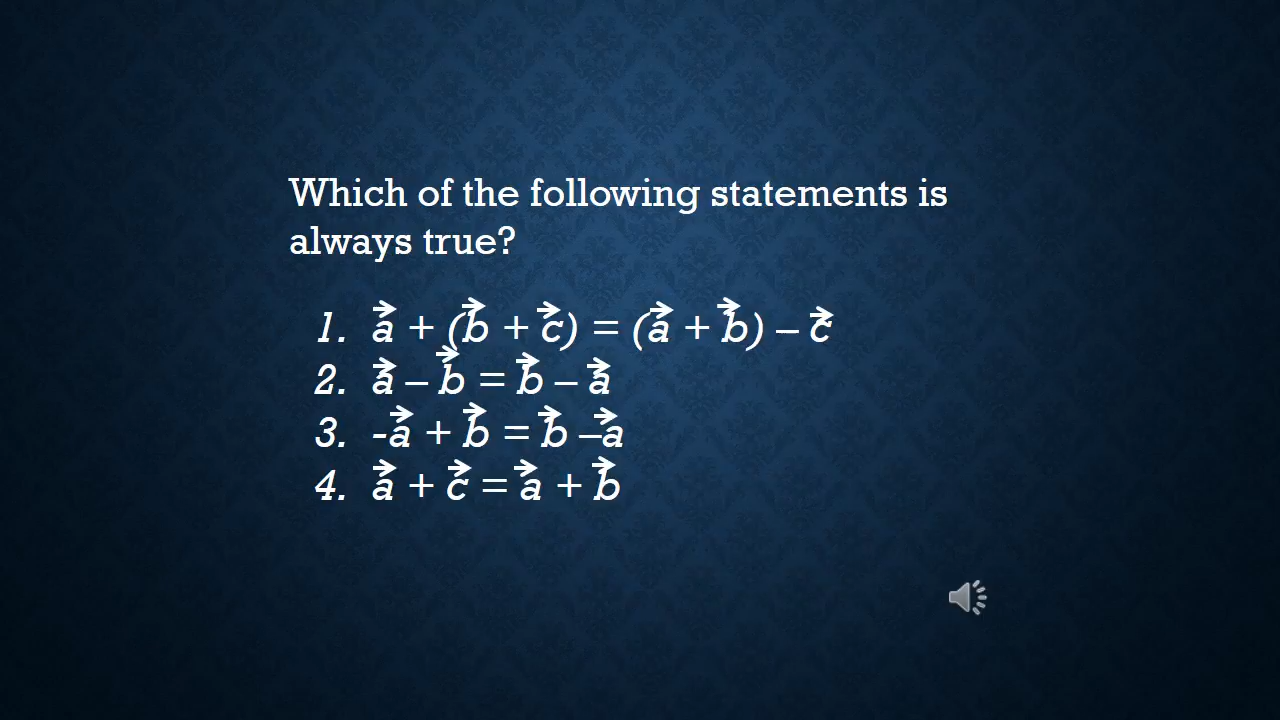 Which of the following statements is
always true?
1. a⃗ + (b⃗ + c⃗) = (a⃗ + b⃗) – c⃗
2. a⃗ – b⃗ = b⃗ – a⃗
3. -a⃗ + b⃗ = b⃗ –a⃗
4. a⃗ + c⃗ = a⃗ + b⃗